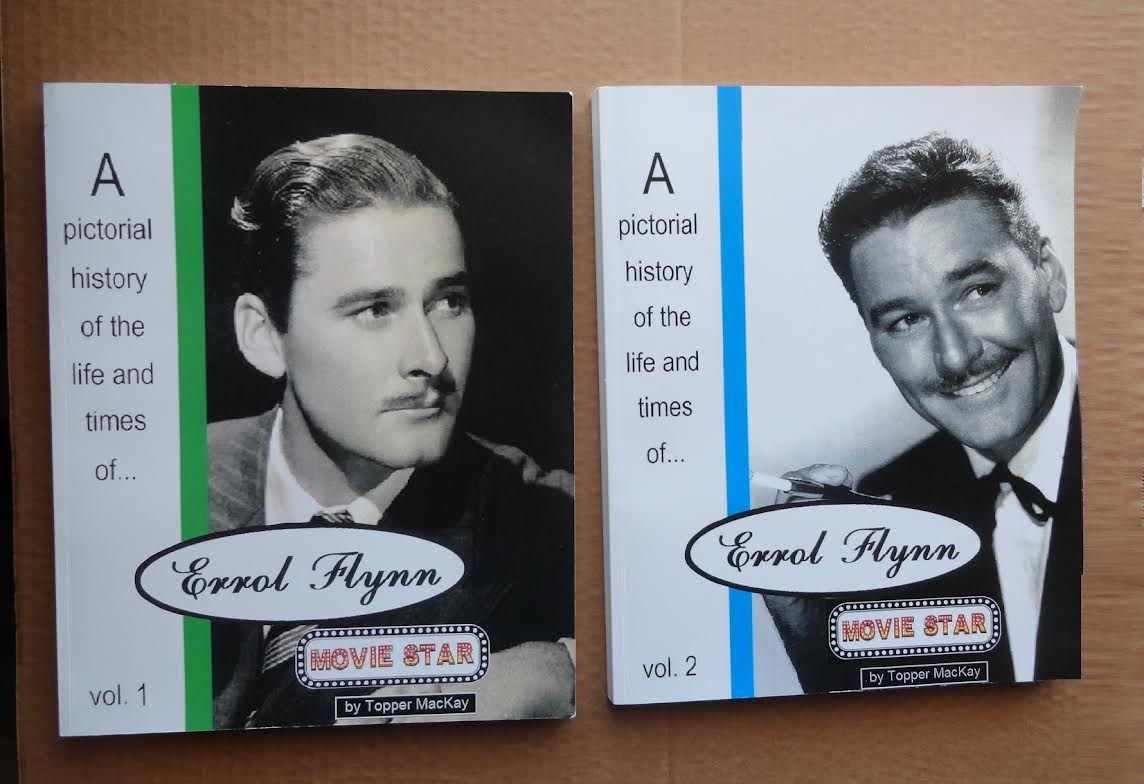 A
pictorial
history
of the
life and
times
of...
Errol Flynn
MOVIE STAR
by Topper MacKay
vol. 1
A
pictorial
history
of the
life and
times
of...
Errol Flynn
MOVIE STAR
by Topper MacKay
vol. 2